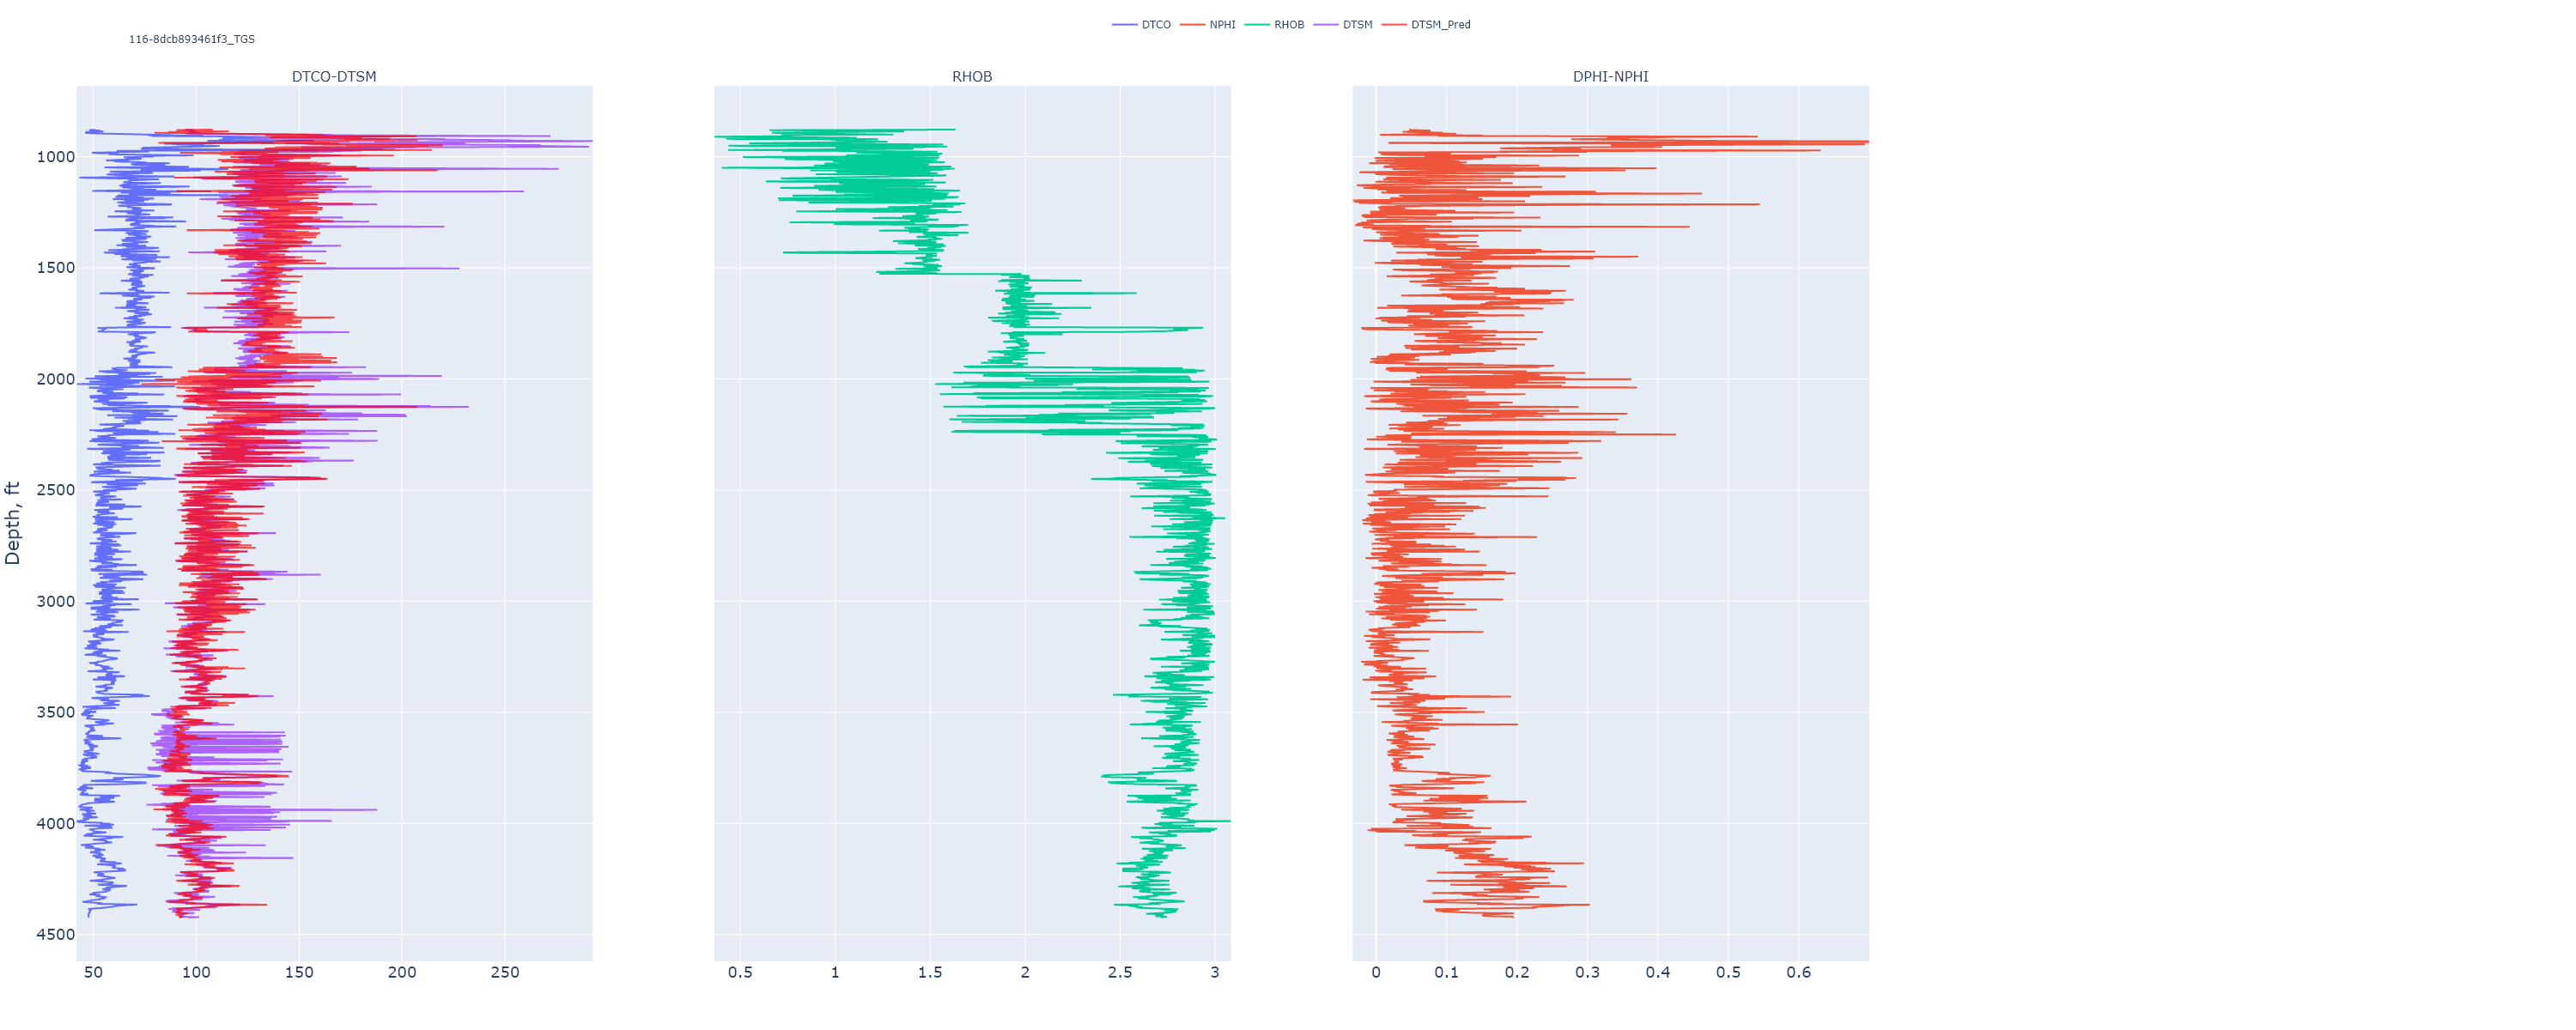 DTCO NPHI RHOB DTSM DTSM_Pred
116-8dcb893461f3_TGS
DTCO-DTSM RHOB DPHI-NPHI
Depth, ft
1000
1500
2000
2500
3000
3500
4000
4500
50 100 150 200 250
0.5 1 1.5 2 2.5 3
0 0.1 0.2 0.3 0.4 0.5 0.6